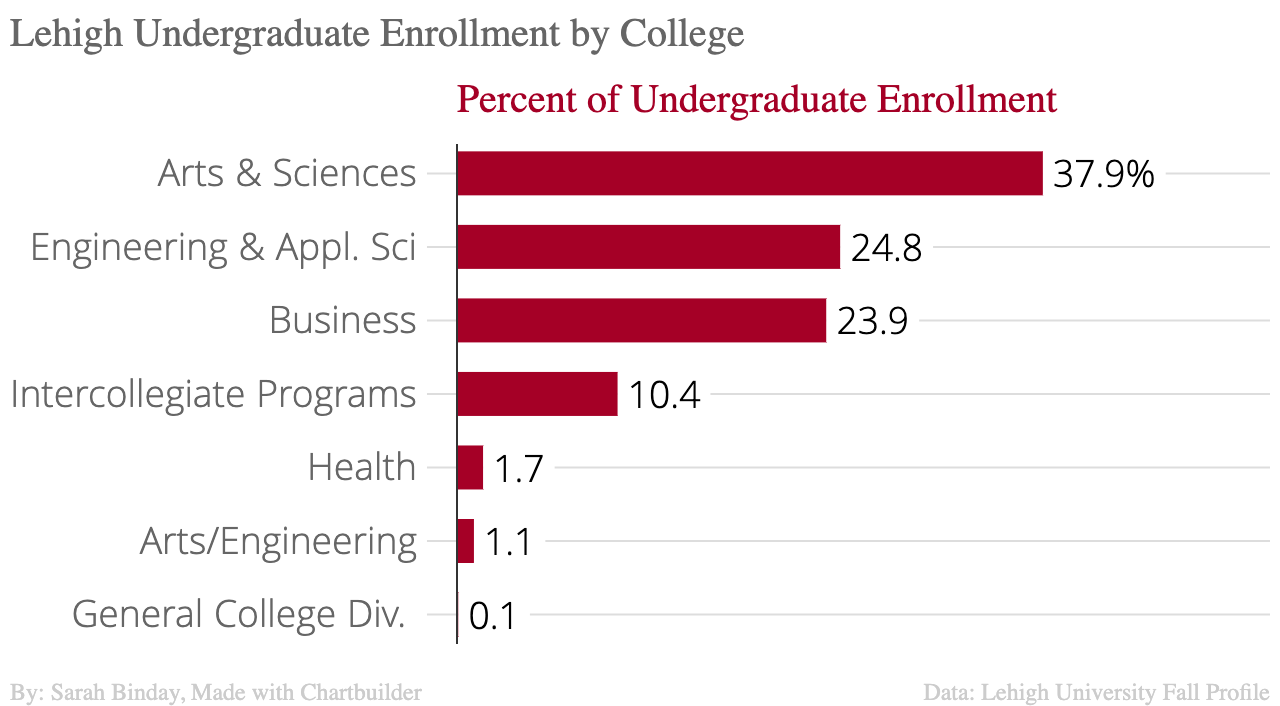 Lehigh Undergraduate Enrollment by College
Percent of Undergraduate Enrollment
Arts & Sciences 37.9%
Engineering & Appl. Sci 24.8
Business 23.9
Intercollegiate Programs 10.4
Health 1.7
Arts/Engineering 1.1
General College Div. 0.1
By: Sarah Binday, Made with Chartbuilder Data: Lehigh University Fall Profile